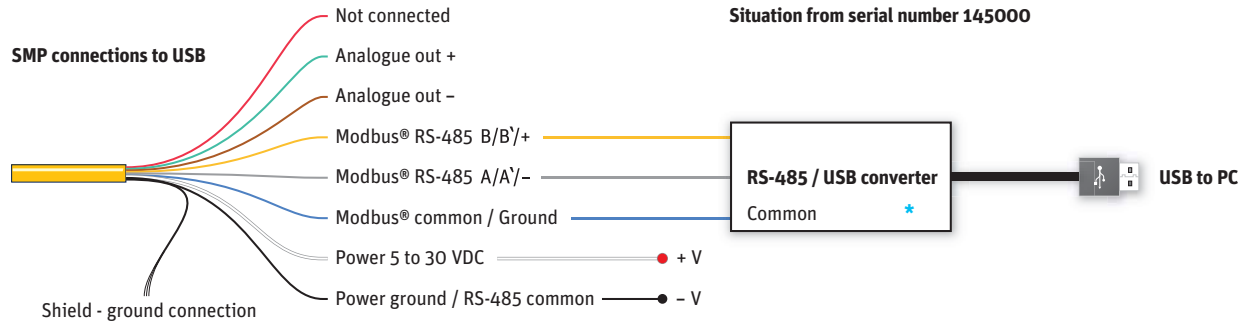 Not connected
Situation from serial number 145000
SMP connections to USB
Analogue out +
Analogue out –
Modbus® RS-485 B/B‵/+
Modbus® RS-485 A/A‵/–
RS-485 / USB converter
USB to PC
Modbus® common / Ground
Common *
Power 5 to 30 VDC
+ V
Power ground / RS-485 common
– V
Shield - ground connection